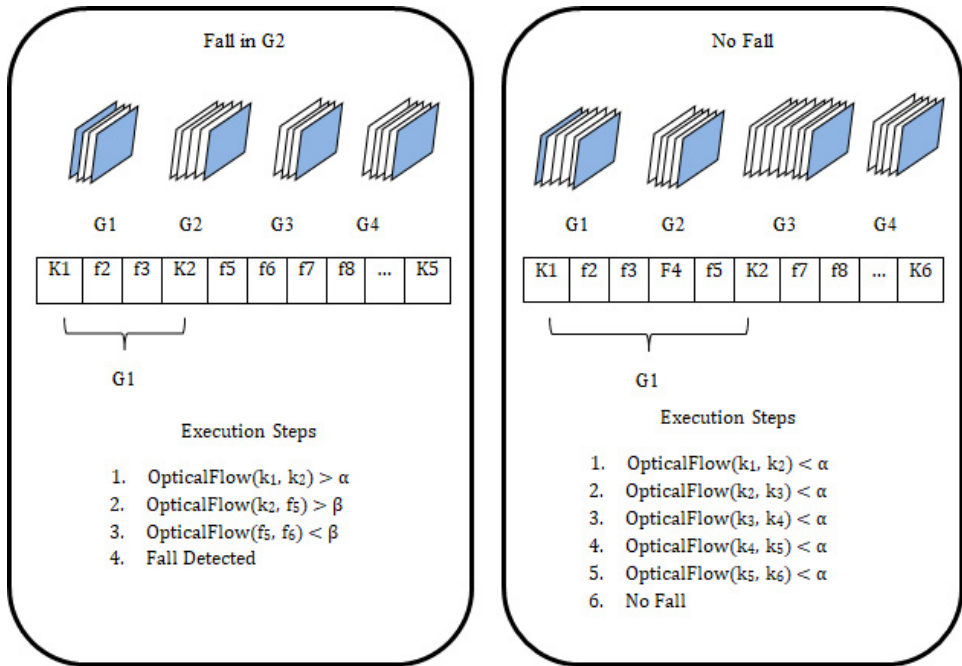 Fall in G2
G1 G2 G3 G4
K1 f2 f3 K2 f5 f6 f7 f8 ... K5
G1
Execution Steps
1. OpticalFlow(k₁, k₂) > α
2. OpticalFlow(k₂, f₅) > β
3. OpticalFlow(f₅, f₆) < β
4. Fall Detected
No Fall
G1 G2 G3 G4
K1 f2 f3 F4 f5 K2 f7 f8 ... K6
G1
Execution Steps
1. OpticalFlow(k₁, k₂) < α
2. OpticalFlow(k₂, k₃) < α
3. OpticalFlow(k₃, k₄) < α
4. OpticalFlow(k₄, k₅) < α
5. OpticalFlow(k₅, k₆) < α
6. No Fall